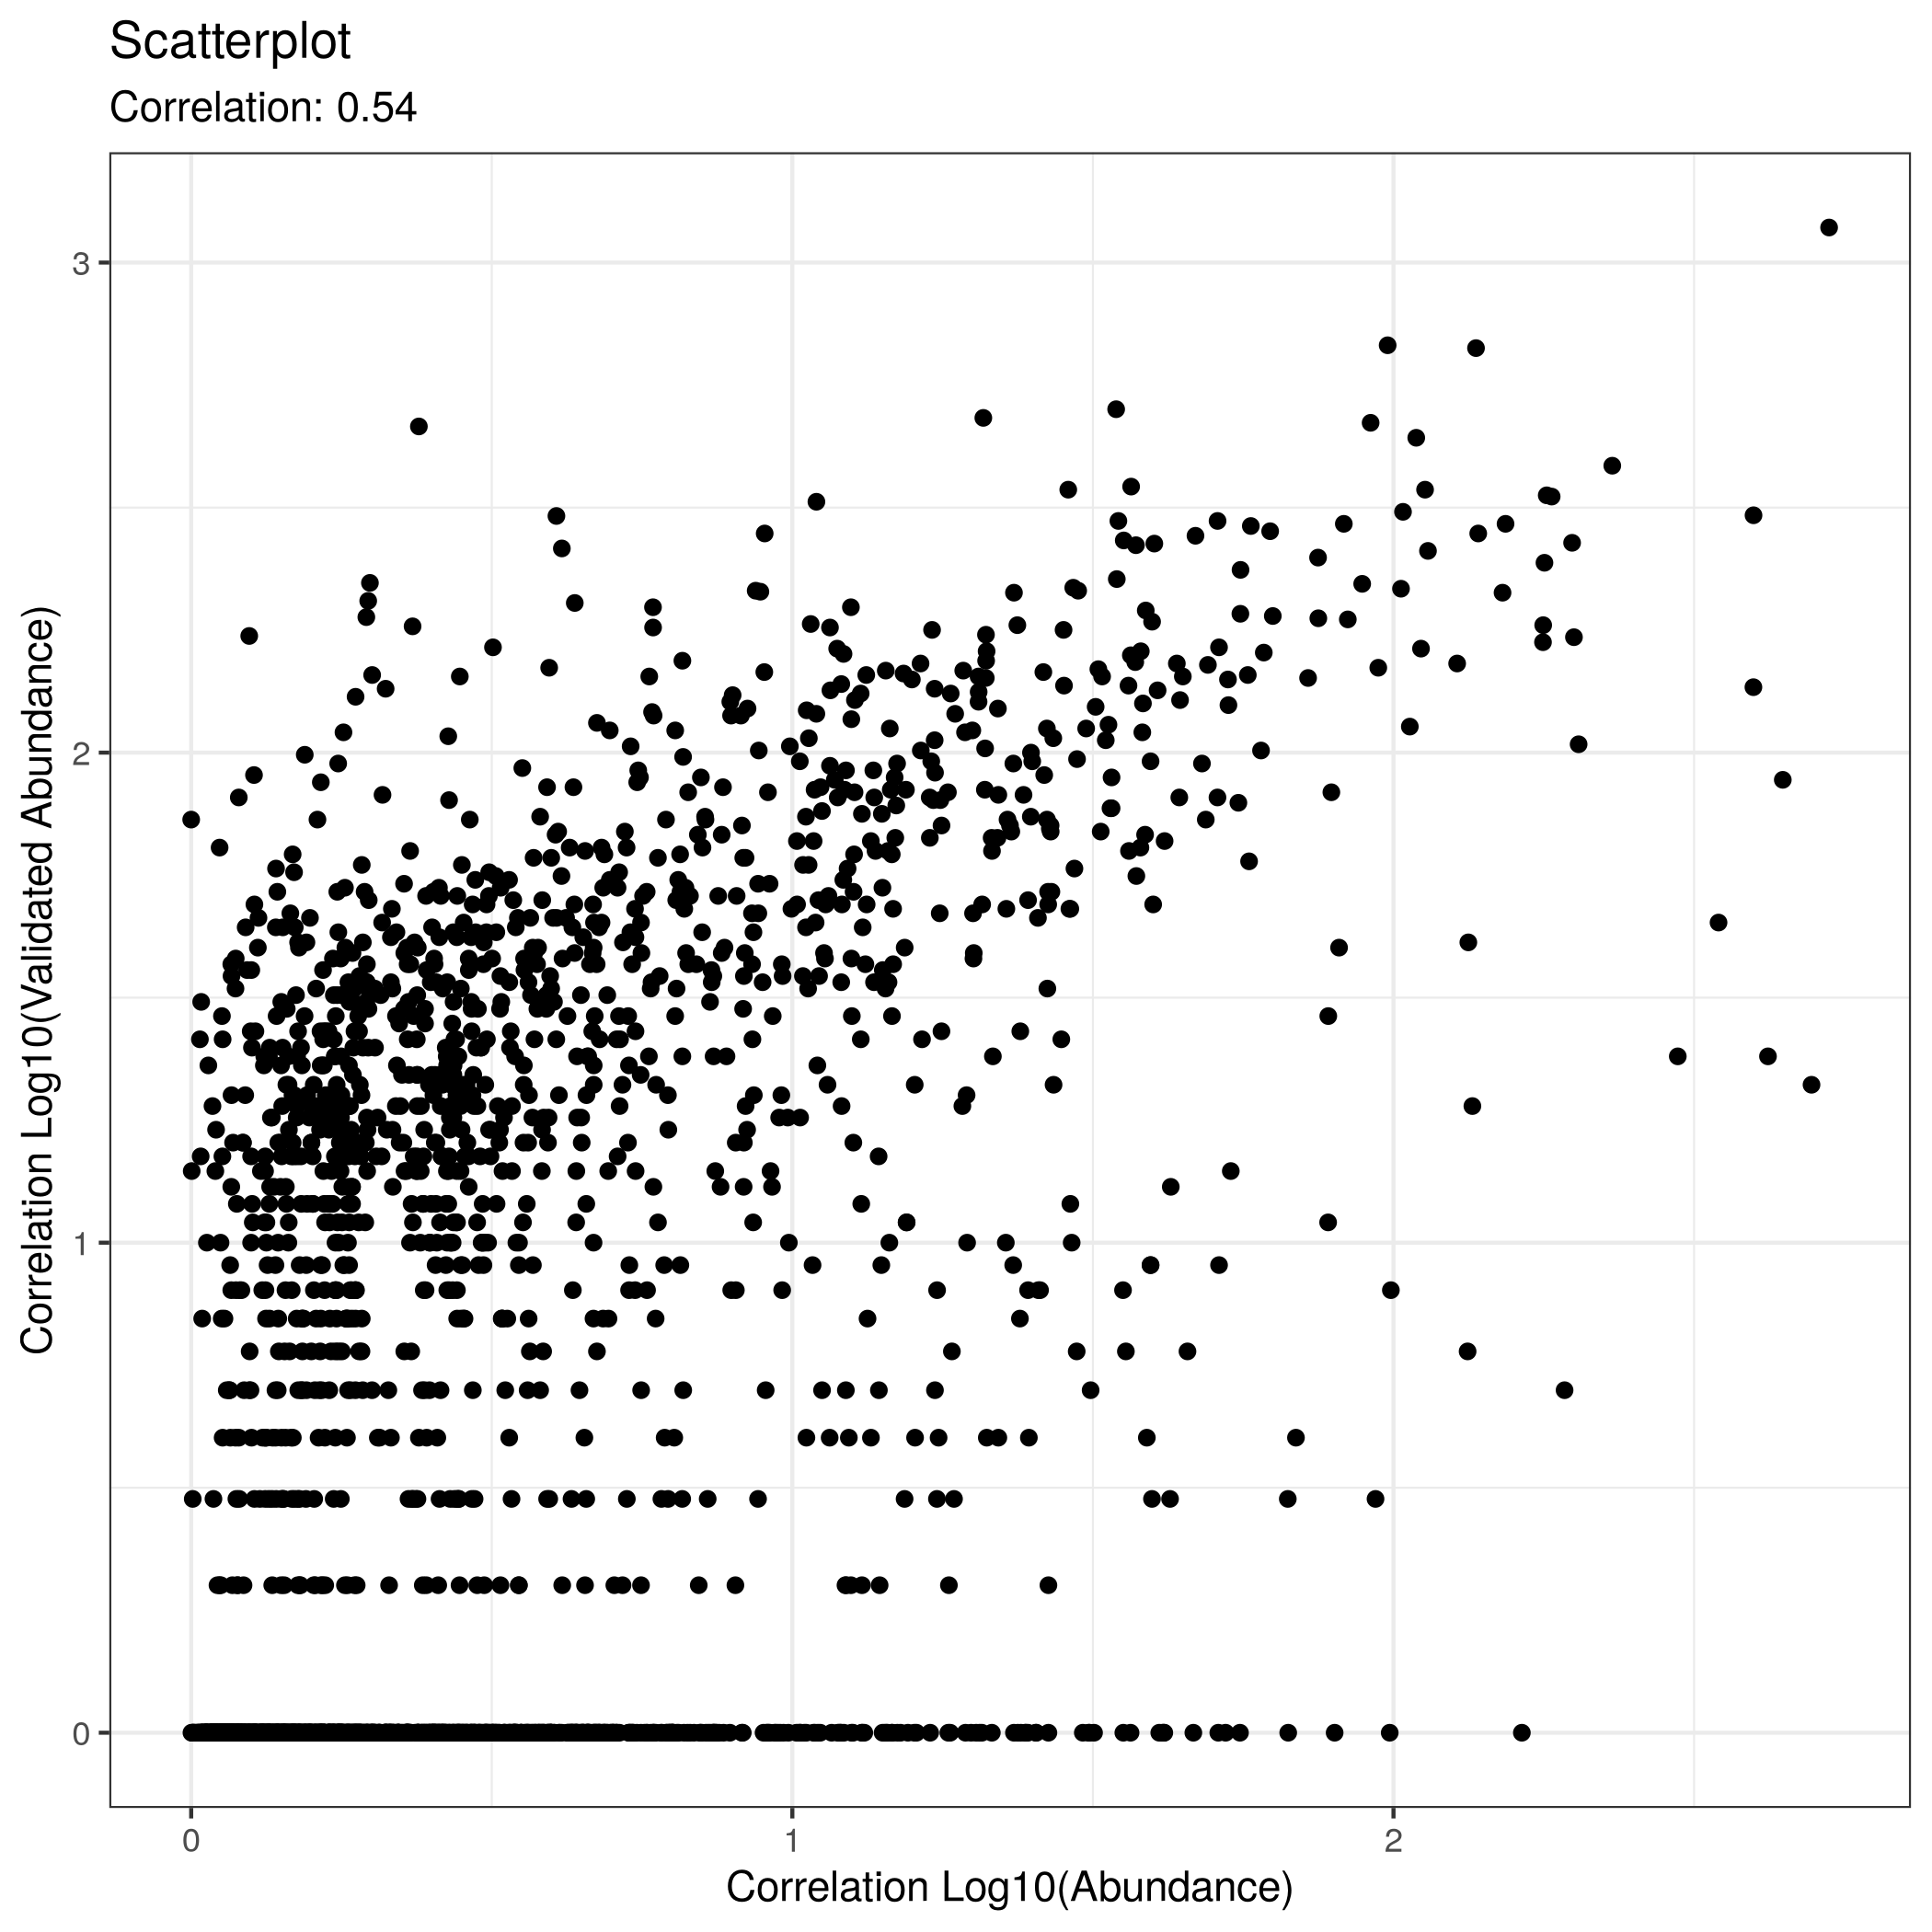 Scatterplot
Correlation: 0.54
Correlation Log10(Validated Abundance)
3
2
1
0
0
1
2
Correlation Log10(Abundance)